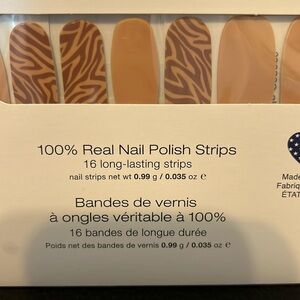 100% Real Nail Polish Strips
16 long-lasting strips
nail strips net wt 0.99 g / 0.035 oz ℮
Made
Fabriq
ÉTAT
Bandes de vernis
à ongles véritable à 100%
16 bandes de longue durée
Poids net des bandes de vernis 0.99 g / 0.035 oz ℮